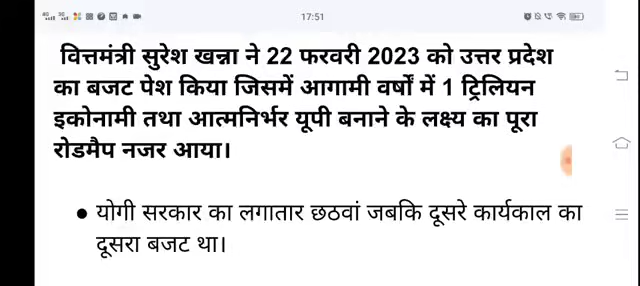 17:51
वित्तमंत्री सुरेश खन्ना ने 22 फरवरी 2023 को उत्तर प्रदेश
का बजट पेश किया जिसमें आगामी वर्षों में 1 ट्रिलियन
इकोनामी तथा आत्मनिर्भर यूपी बनाने के लक्ष्य का पूरा
रोडमैप नजर आया।
• योगी सरकार का लगातार छठवां जबकि दूसरे कार्यकाल का
दूसरा बजट था।